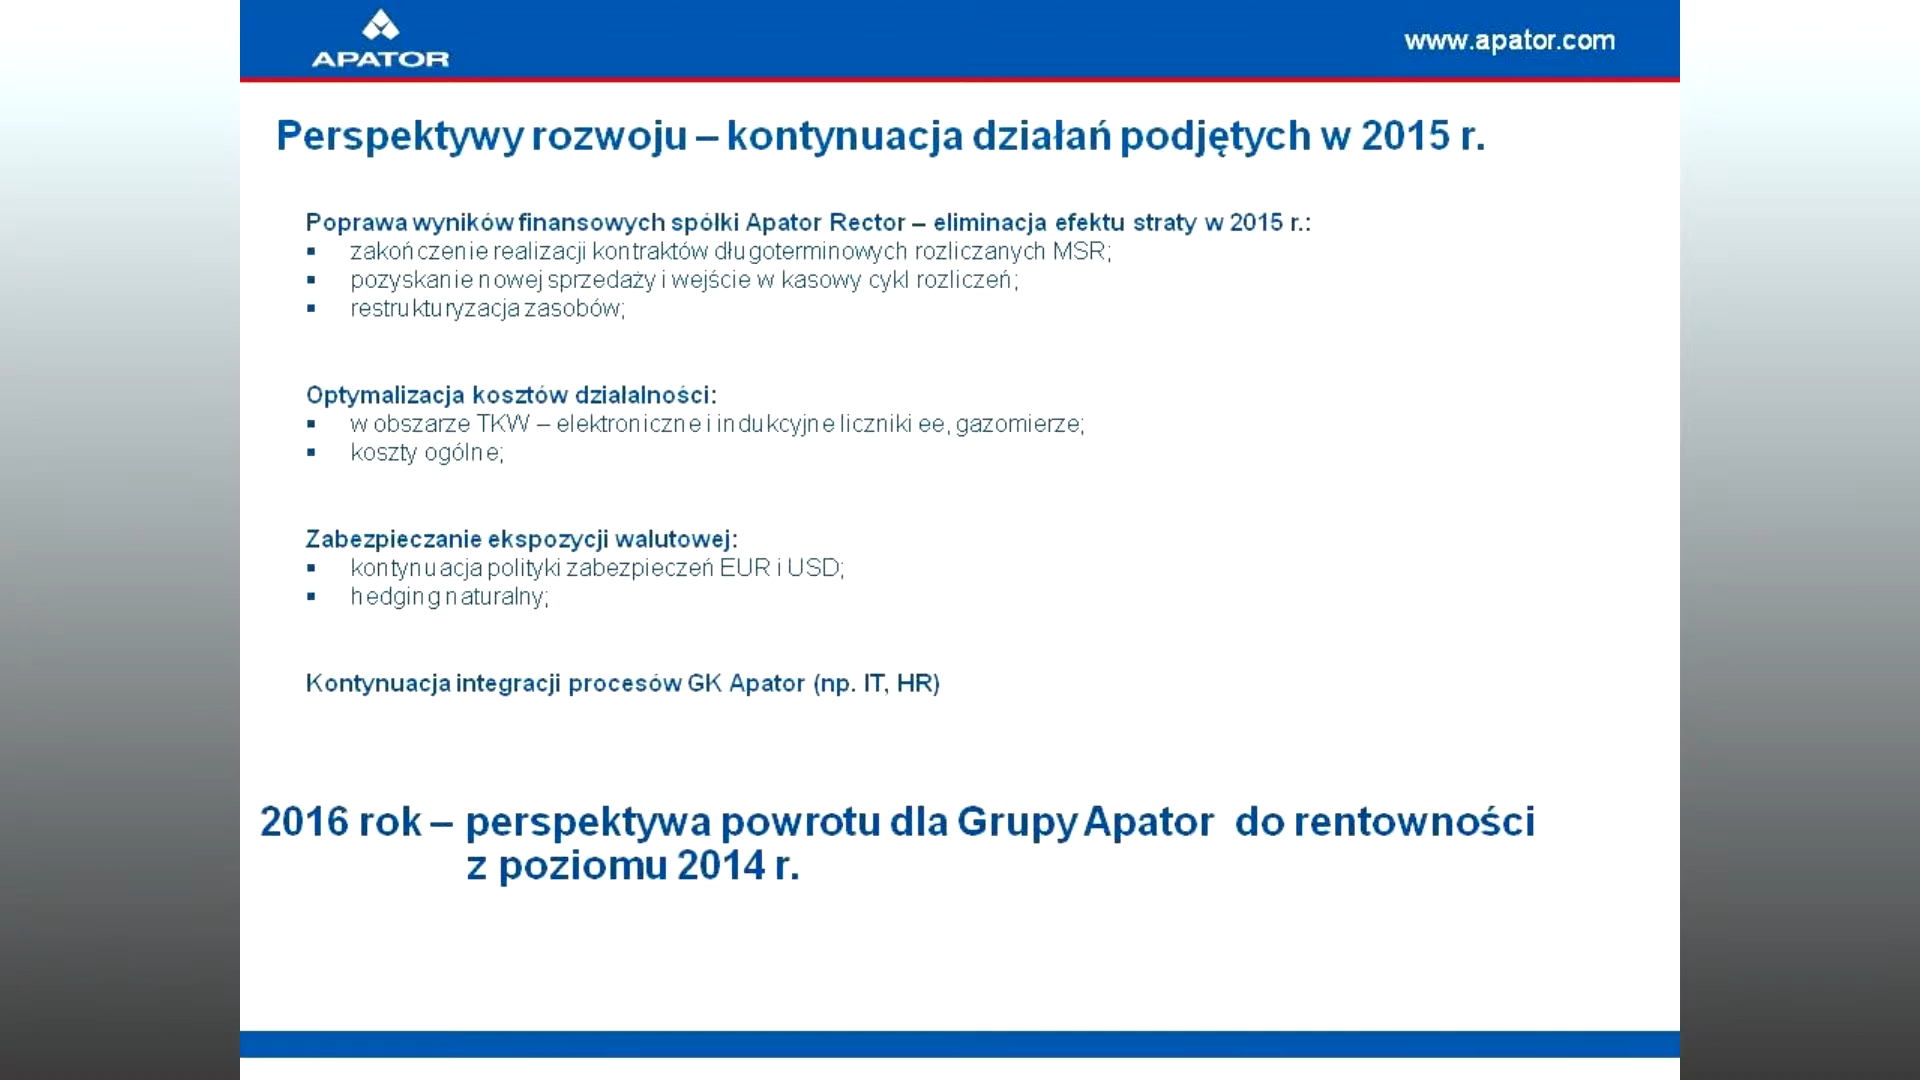 APATOR
www.apator.com
Perspektywy rozwoju – kontynuacja działań podjętych w 2015 r.
Poprawa wyników finansowych spółki Apator Rector – eliminacja efektu straty w 2015 r.:
▪ zakończenie realizacji kontraktów długoterminowych rozliczanych MSR;
▪ pozyskanie nowej sprzedaży i wejście w kasowy cykl rozliczeń;
▪ restrukturyzacja zasobów;
Optymalizacja kosztów działalności:
▪ w obszarze TKW – elektroniczne i indukcyjne liczniki ee, gazomierze;
▪ koszty ogólne;
Zabezpieczanie ekspozycji walutowej:
▪ kontynuacja polityki zabezpieczeń EUR i USD;
▪ hedging naturalny;
Kontynuacja integracji procesów GK Apator (np. IT, HR)
2016 rok – perspektywa powrotu dla Grupy Apator do rentowności
z poziomu 2014 r.